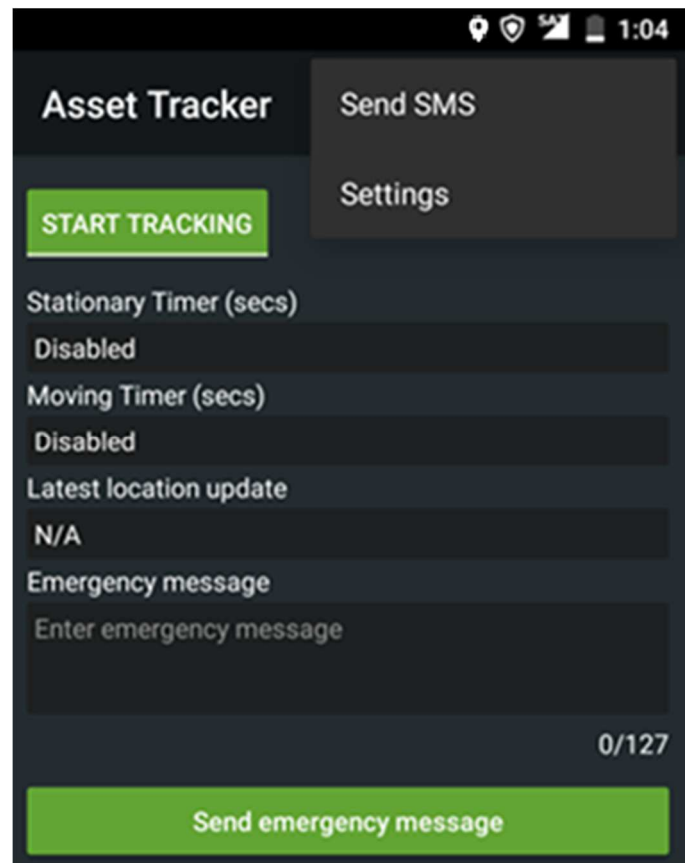 SAT 1:04
Asset Tracker
Send SMS
Settings
START TRACKING
Stationary Timer (secs)
Disabled
Moving Timer (secs)
Disabled
Latest location update
N/A
Emergency message
Enter emergency message
0/127
Send emergency message